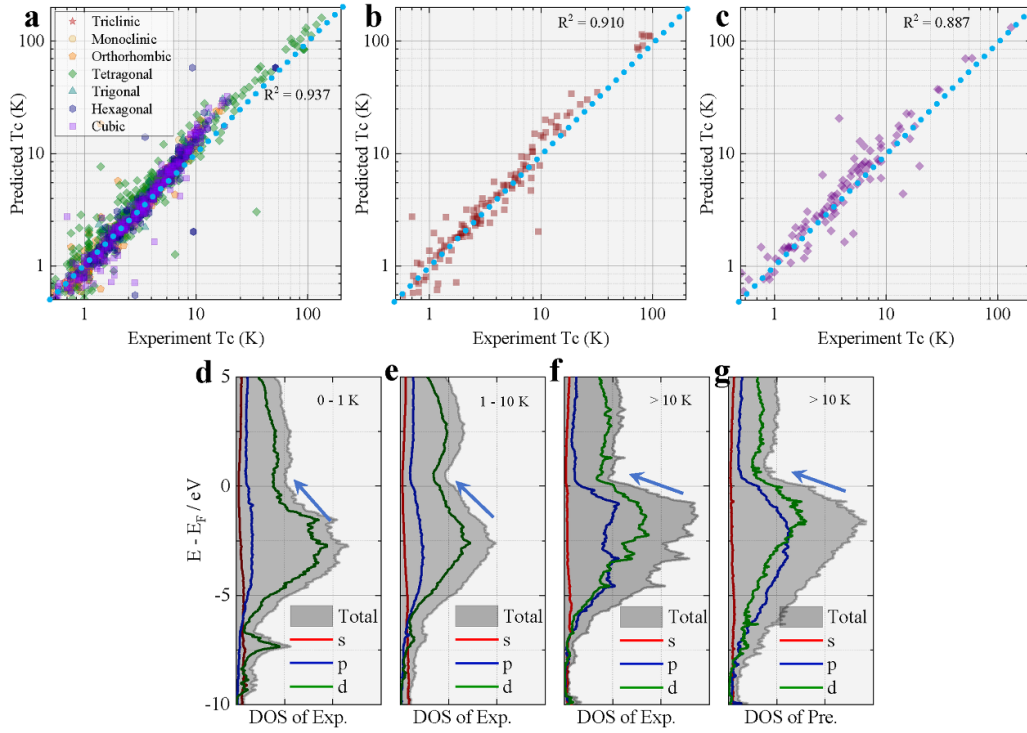 a
Triclinic
Monoclinic
Orthorhombic
Tetragonal
Trigonal
Hexagonal
Cubic
R² = 0.937
100
10
1
Predicted Tc (K)
1
10
100
Experiment Tc (K)
b
R² = 0.910
100
10
1
Predicted Tc (K)
1
10
100
Experiment Tc (K)
c
R² = 0.887
100
10
1
Predicted Tc (K)
1
10
100
Experiment Tc (K)
d
0 - 1 K
5
0
-5
-10
E - E_F / eV
Total
s
p
d
DOS of Exp.
e
1 - 10 K
Total
s
p
d
DOS of Exp.
f
> 10 K
Total
s
p
d
DOS of Exp.
g
> 10 K
Total
s
p
d
DOS of Pre.